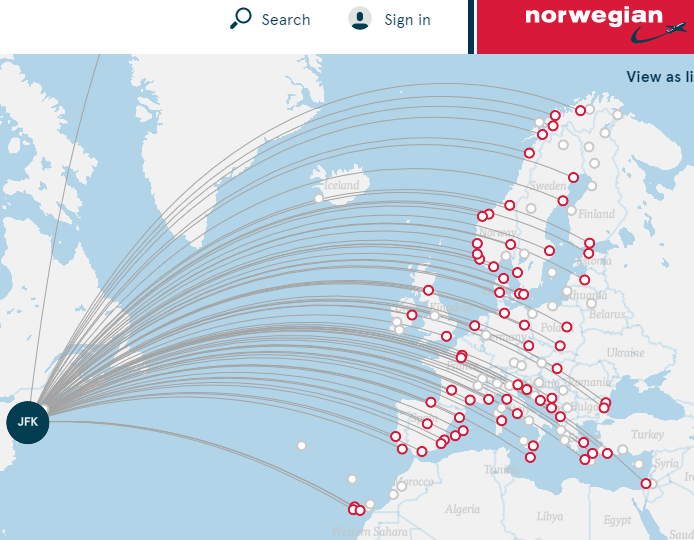 Search
Sign in
norwegian
View as li
Iceland
Sweden
Finland
Norway
Belarus
Ukraine
Romania
JFK
Turkey
Syria
Morocco
Algeria
Libya
Egypt
Western Sahara
Saud